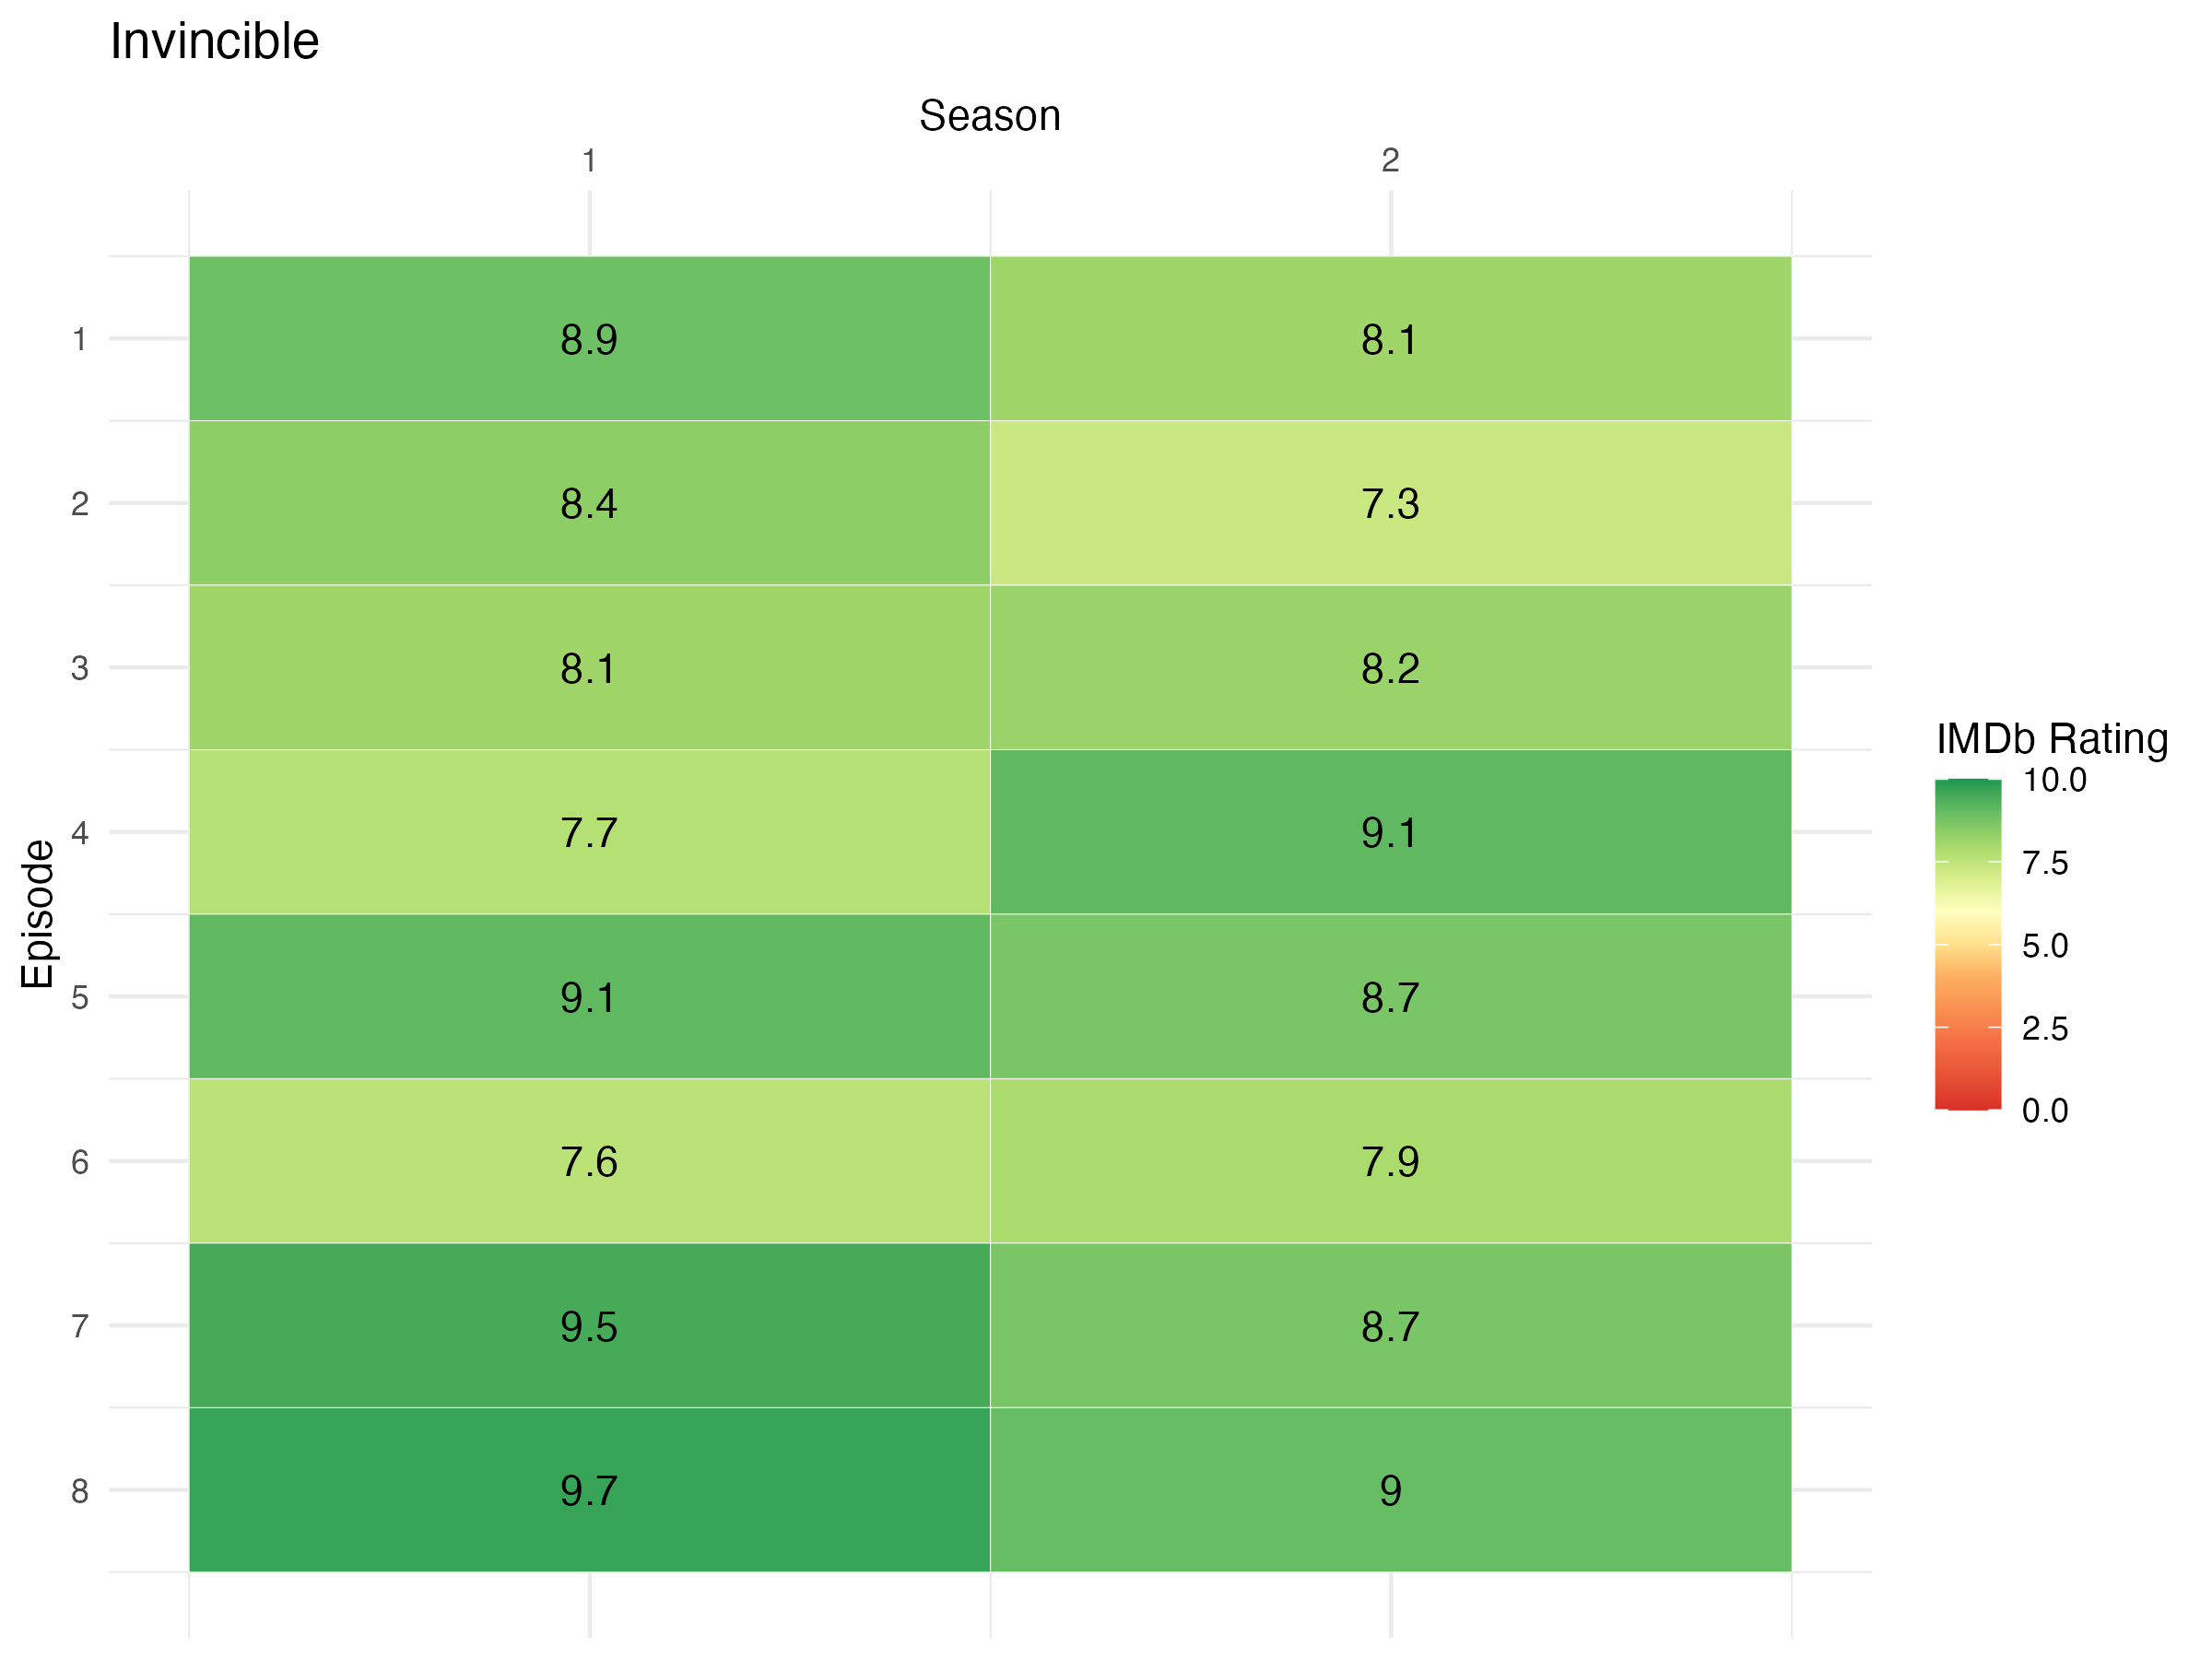 Invincible
Season
1 2
1 8.9 8.1
2 8.4 7.3
3 8.1 8.2
4 7.7 9.1
5 9.1 8.7
6 7.6 7.9
7 9.5 8.7
8 9.7 9
Episode
IMDb Rating
10.0
7.5
5.0
2.5
0.0